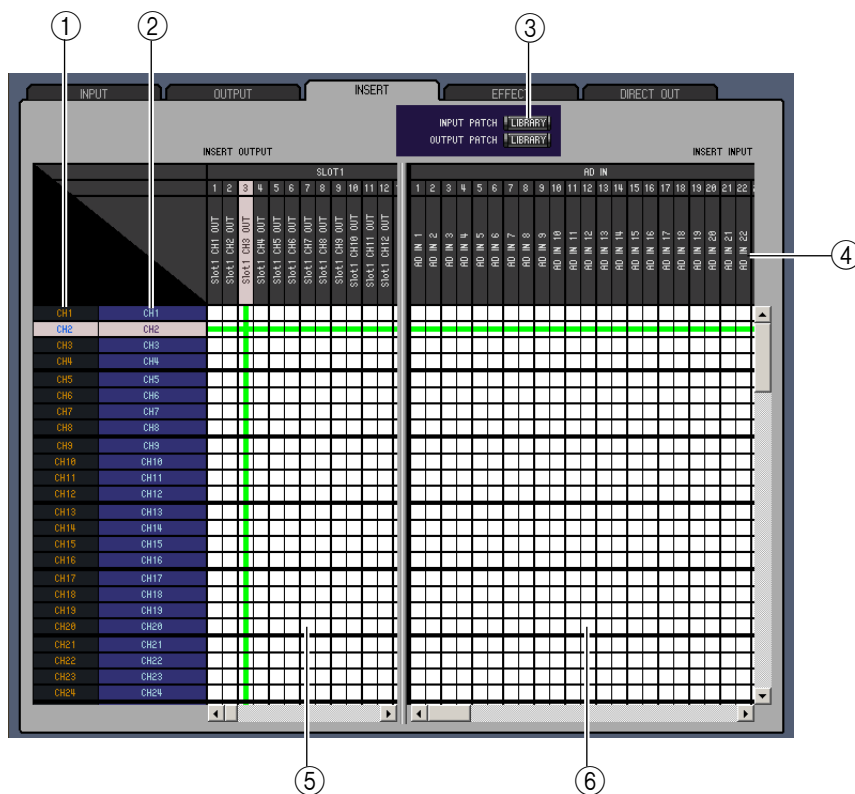 1 2 3
INPUT OUTPUT INSERT EFFECT DIRECT OUT
INPUT PATCH LIBRARY
OUTPUT PATCH LIBRARY
INSERT OUTPUT INSERT INPUT
SLOT1 AD IN
1 2 3 4 5 6 7 8 9 10 11 12 1 2 3 4 5 6 7 8 9 10 11 12 13 14 15 16 17 18 19 20 21 22
Slot1 CH1 OUT
Slot1 CH2 OUT
Slot1 CH3 OUT
Slot1 CH4 OUT
Slot1 CH5 OUT
Slot1 CH6 OUT
Slot1 CH7 OUT
Slot1 CH8 OUT
Slot1 CH9 OUT
Slot1 CH10 OUT
Slot1 CH11 OUT
Slot1 CH12 OUT
AD IN 1
AD IN 2
AD IN 3
AD IN 4
AD IN 5
AD IN 6
AD IN 7
AD IN 8
AD IN 9
AD IN 10
AD IN 11
AD IN 12
AD IN 13
AD IN 14
AD IN 15
AD IN 16
AD IN 17
AD IN 18
AD IN 19
AD IN 20
AD IN 21
AD IN 22
4
CH1 CH1
CH2 CH2
CH3 CH3
CH4 CH4
CH5 CH5
CH6 CH6
CH7 CH7
CH8 CH8
CH9 CH9
CH10 CH10
CH11 CH11
CH12 CH12
CH13 CH13
CH14 CH14
CH15 CH15
CH16 CH16
CH17 CH17
CH18 CH18
CH19 CH19
CH20 CH20
CH21 CH21
CH22 CH22
CH23 CH23
CH24 CH24
5 6